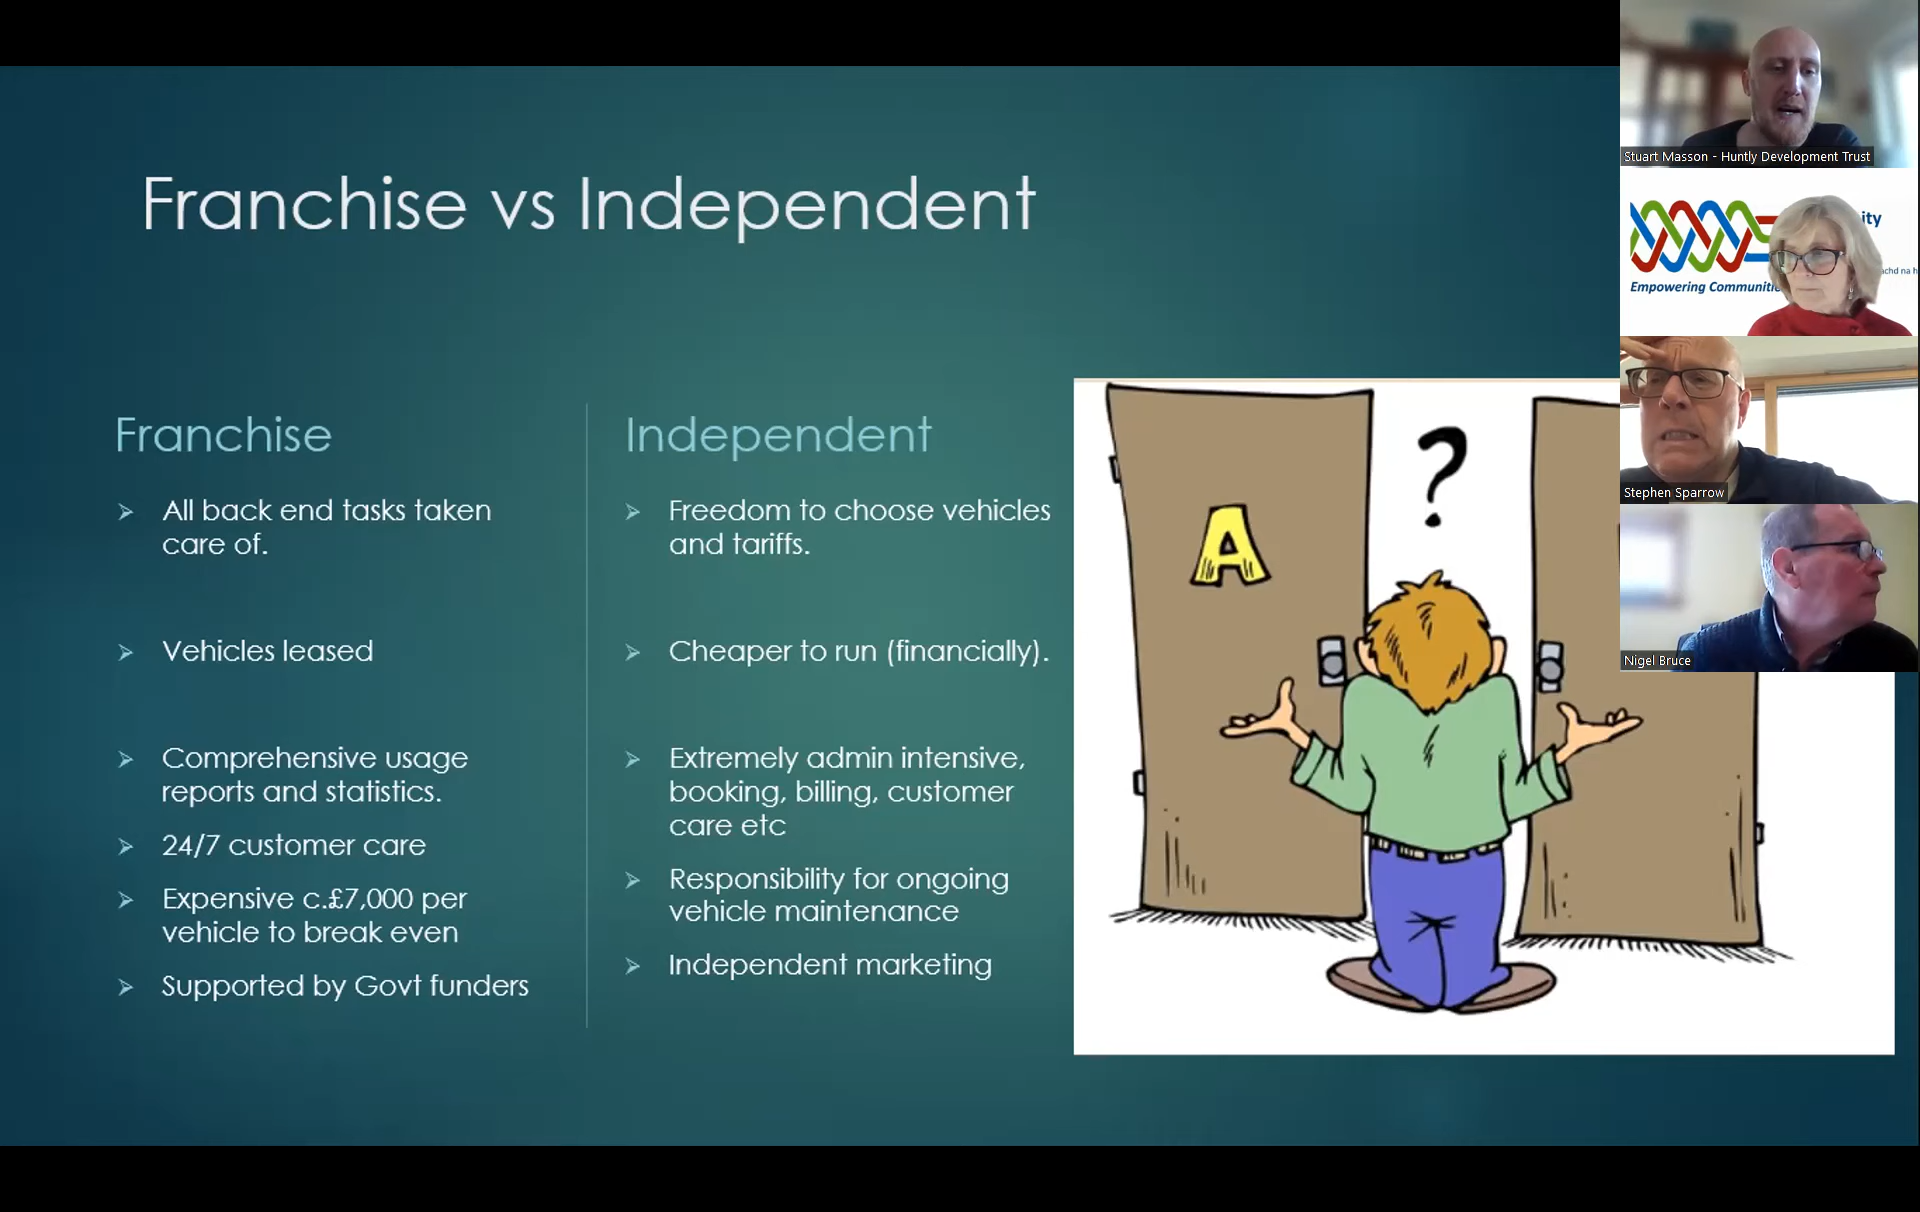 Franchise vs Independent
Franchise
All back end tasks taken
care of.
Vehicles leased
Comprehensive usage
reports and statistics.
24/7 customer care
Expensive c.£7,000 per
vehicle to break even
Supported by Govt funders
Independent
Freedom to choose vehicles
and tariffs.
Cheaper to run (financially).
Extremely admin intensive,
booking, billing, customer
care etc
Responsibility for ongoing
vehicle maintenance
Independent marketing
?
A
Stuart Masson - Huntly Development Trust
Empowering
Stephen Sparrow
Nigel Bruce